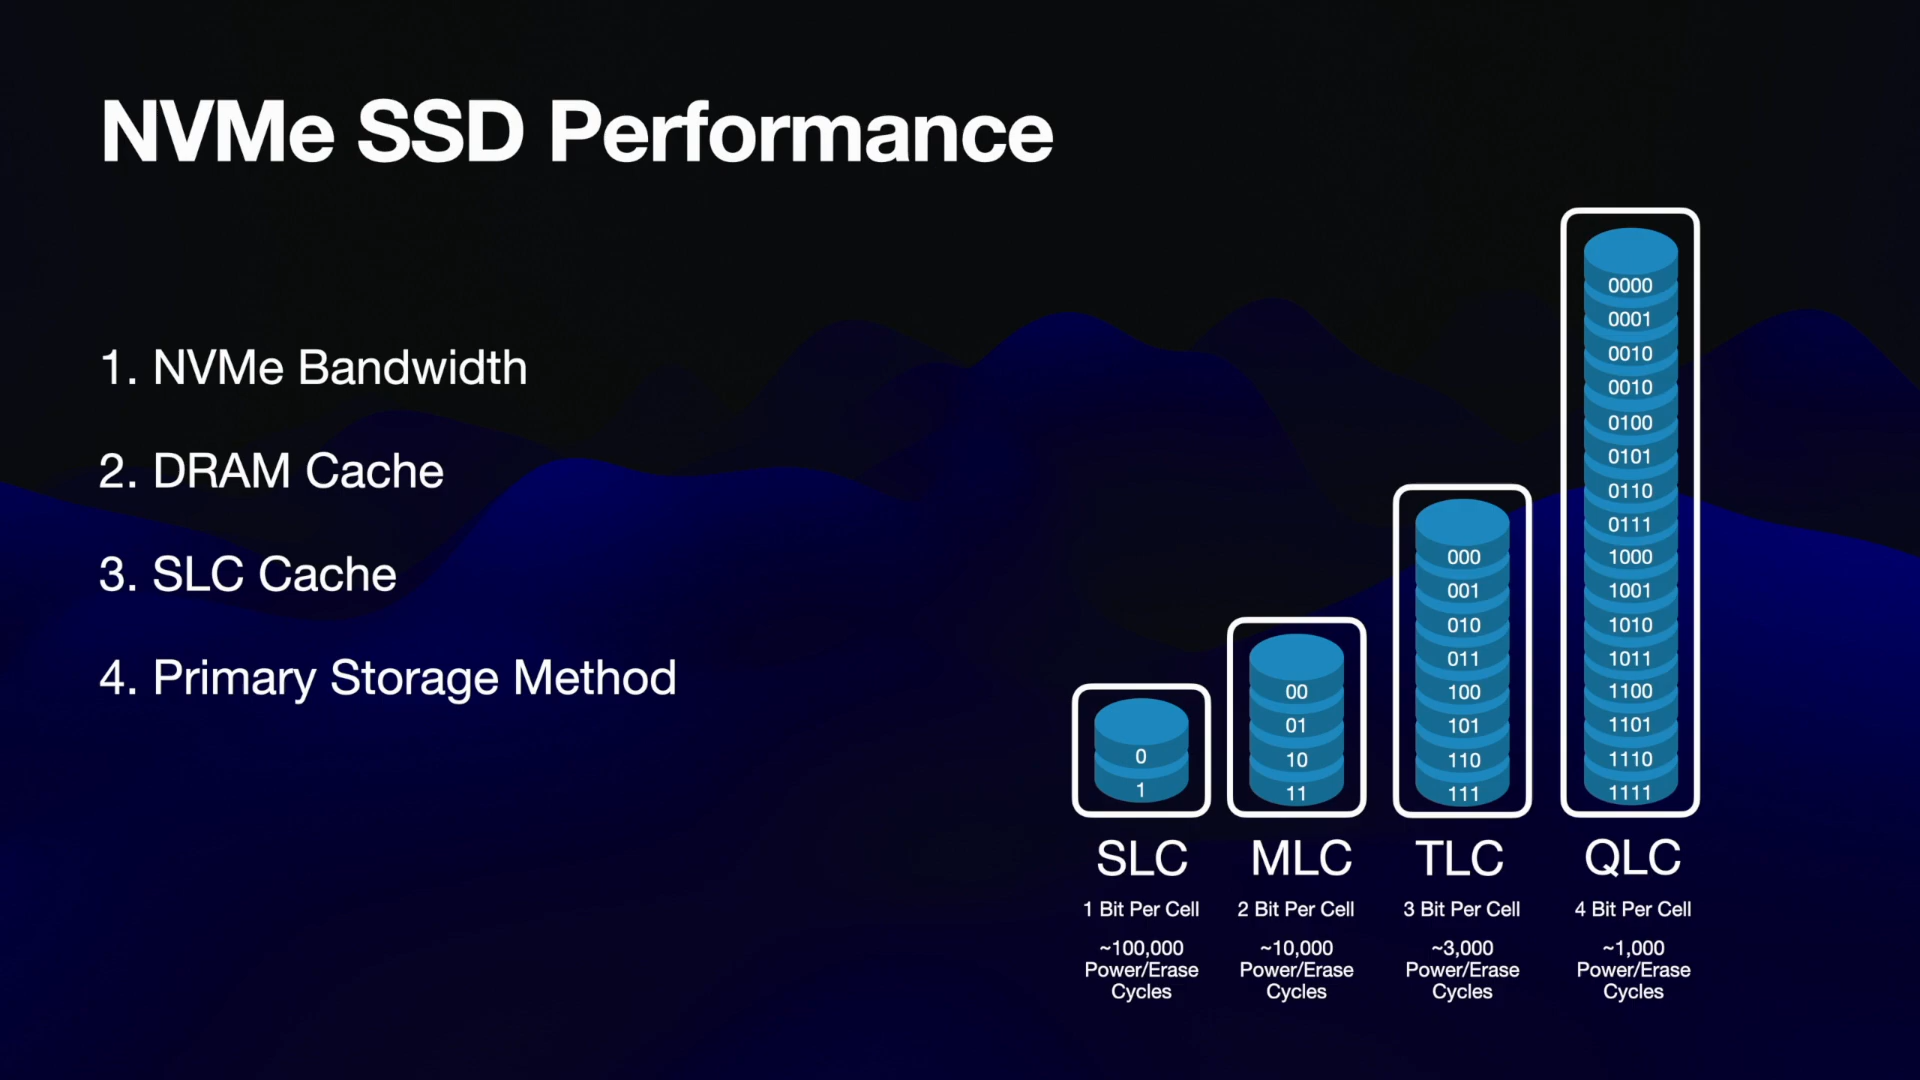 NVMe SSD Performance
1. NVMe Bandwidth
2. DRAM Cache
3. SLC Cache
4. Primary Storage Method
0
1
SLC
1 Bit Per Cell
~100,000
Power/Erase
Cycles
00
01
10
11
MLC
2 Bit Per Cell
~10,000
Power/Erase
Cycles
000
001
010
011
100
101
110
111
TLC
3 Bit Per Cell
~3,000
Power/Erase
Cycles
0000
0001
0010
0010
0100
0101
0110
0111
1000
1001
1010
1011
1100
1101
1110
1111
QLC
4 Bit Per Cell
~1,000
Power/Erase
Cycles